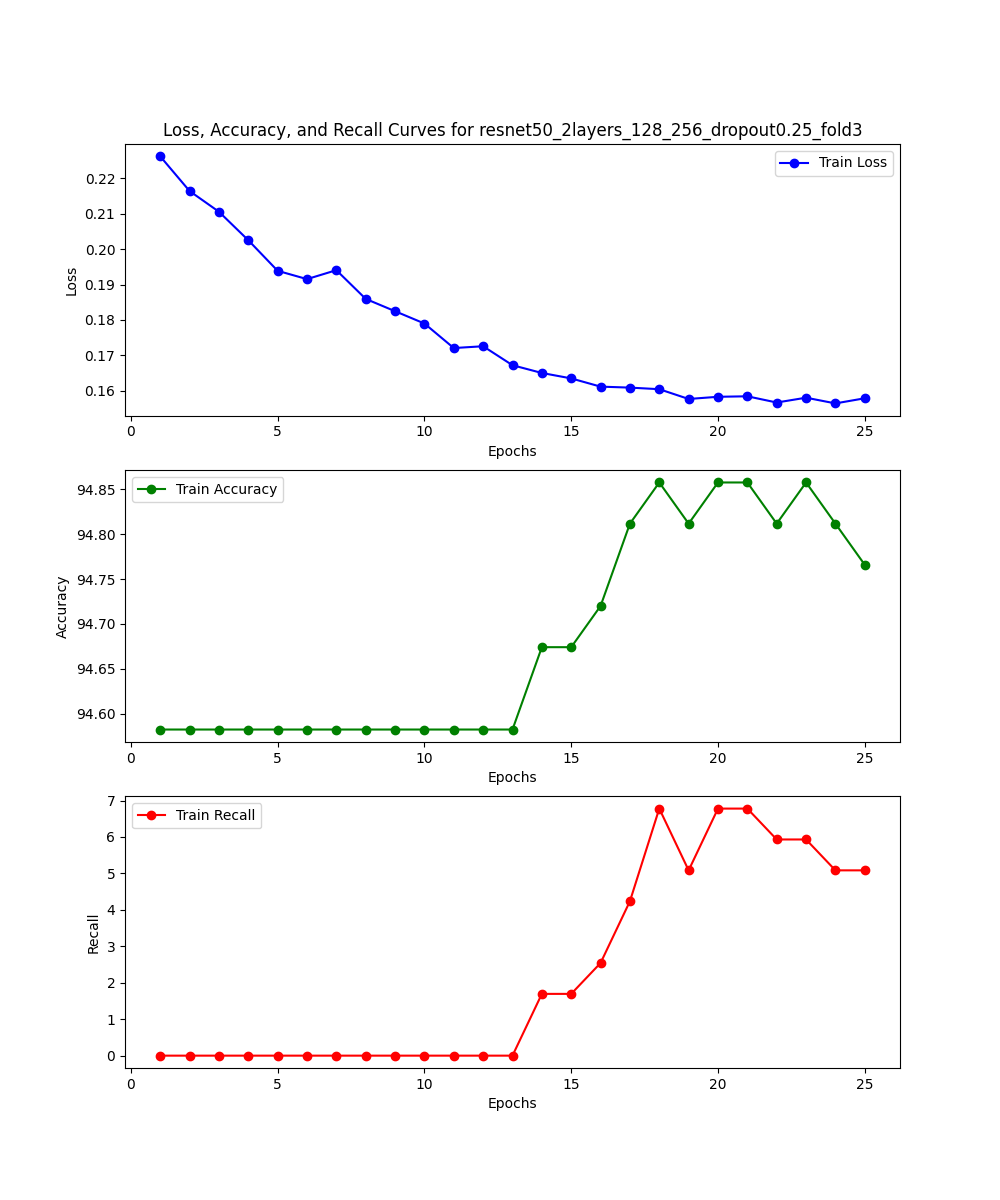 Loss, Accuracy, and Recall Curves for resnet50_2layers_128_256_dropout0.25_fold3
Train Loss
0.22
0.21
0.20
0.19
0.18
0.17
0.16
Loss
0 5 10 15 20 25
Epochs
Train Accuracy
94.85
94.80
94.75
94.70
94.65
94.60
Accuracy
0 5 10 15 20 25
Epochs
Train Recall
7
6
5
4
3
2
1
0
Recall
0 5 10 15 20 25
Epochs